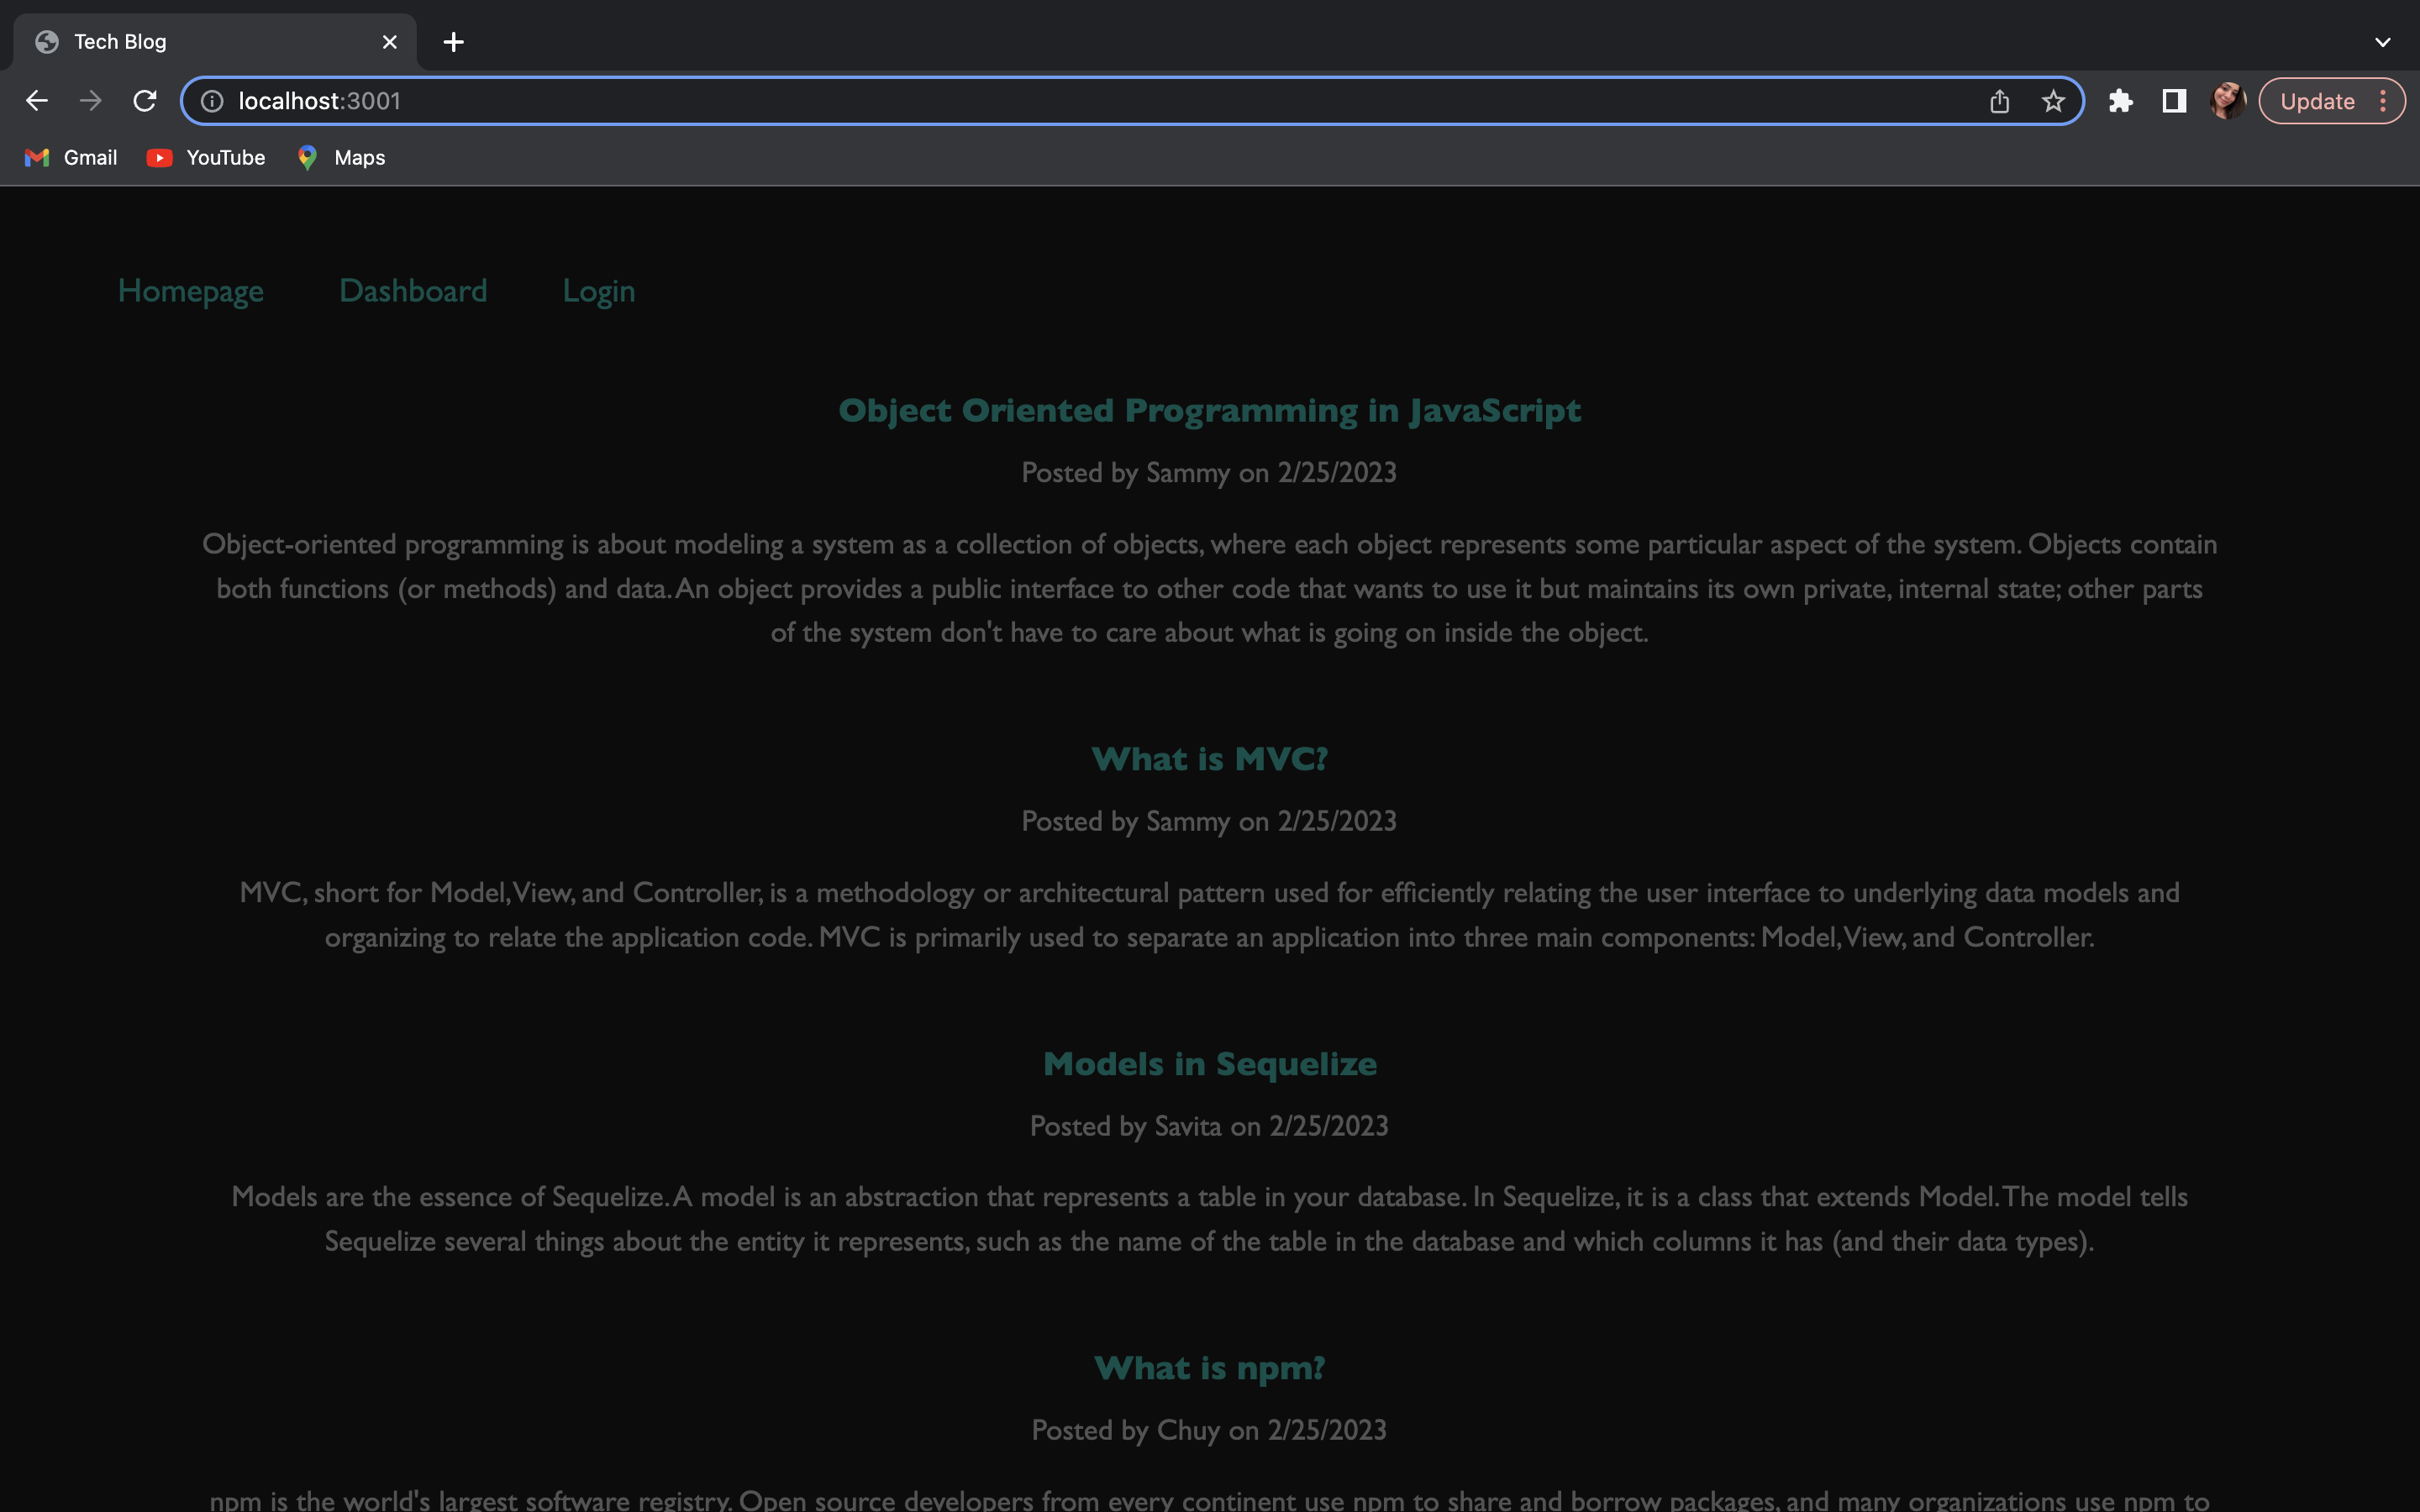 Tech Blog
localhost:3001
Update
Gmail YouTube Maps
Homepage Dashboard Login
Object Oriented Programming in JavaScript
Posted by Sammy on 2/25/2023
Object-oriented programming is about modeling a system as a collection of objects, where each object represents some particular aspect of the system. Objects contain
both functions (or methods) and data. An object provides a public interface to other code that wants to use it but maintains its own private, internal state; other parts
of the system don't have to care about what is going on inside the object.
What is MVC?
Posted by Sammy on 2/25/2023
MVC, short for Model, View, and Controller, is a methodology or architectural pattern used for efficiently relating the user interface to underlying data models and
organizing to relate the application code. MVC is primarily used to separate an application into three main components: Model, View, and Controller.
Models in Sequelize
Posted by Savita on 2/25/2023
Models are the essence of Sequelize. A model is an abstraction that represents a table in your database. In Sequelize, it is a class that extends Model. The model tells
Sequelize several things about the entity it represents, such as the name of the table in the database and which columns it has (and their data types).
What is npm?
Posted by Chuy on 2/25/2023
npm is the world's largest software registry. Open source developers from every continent use npm to share and borrow packages, and many organizations use npm to